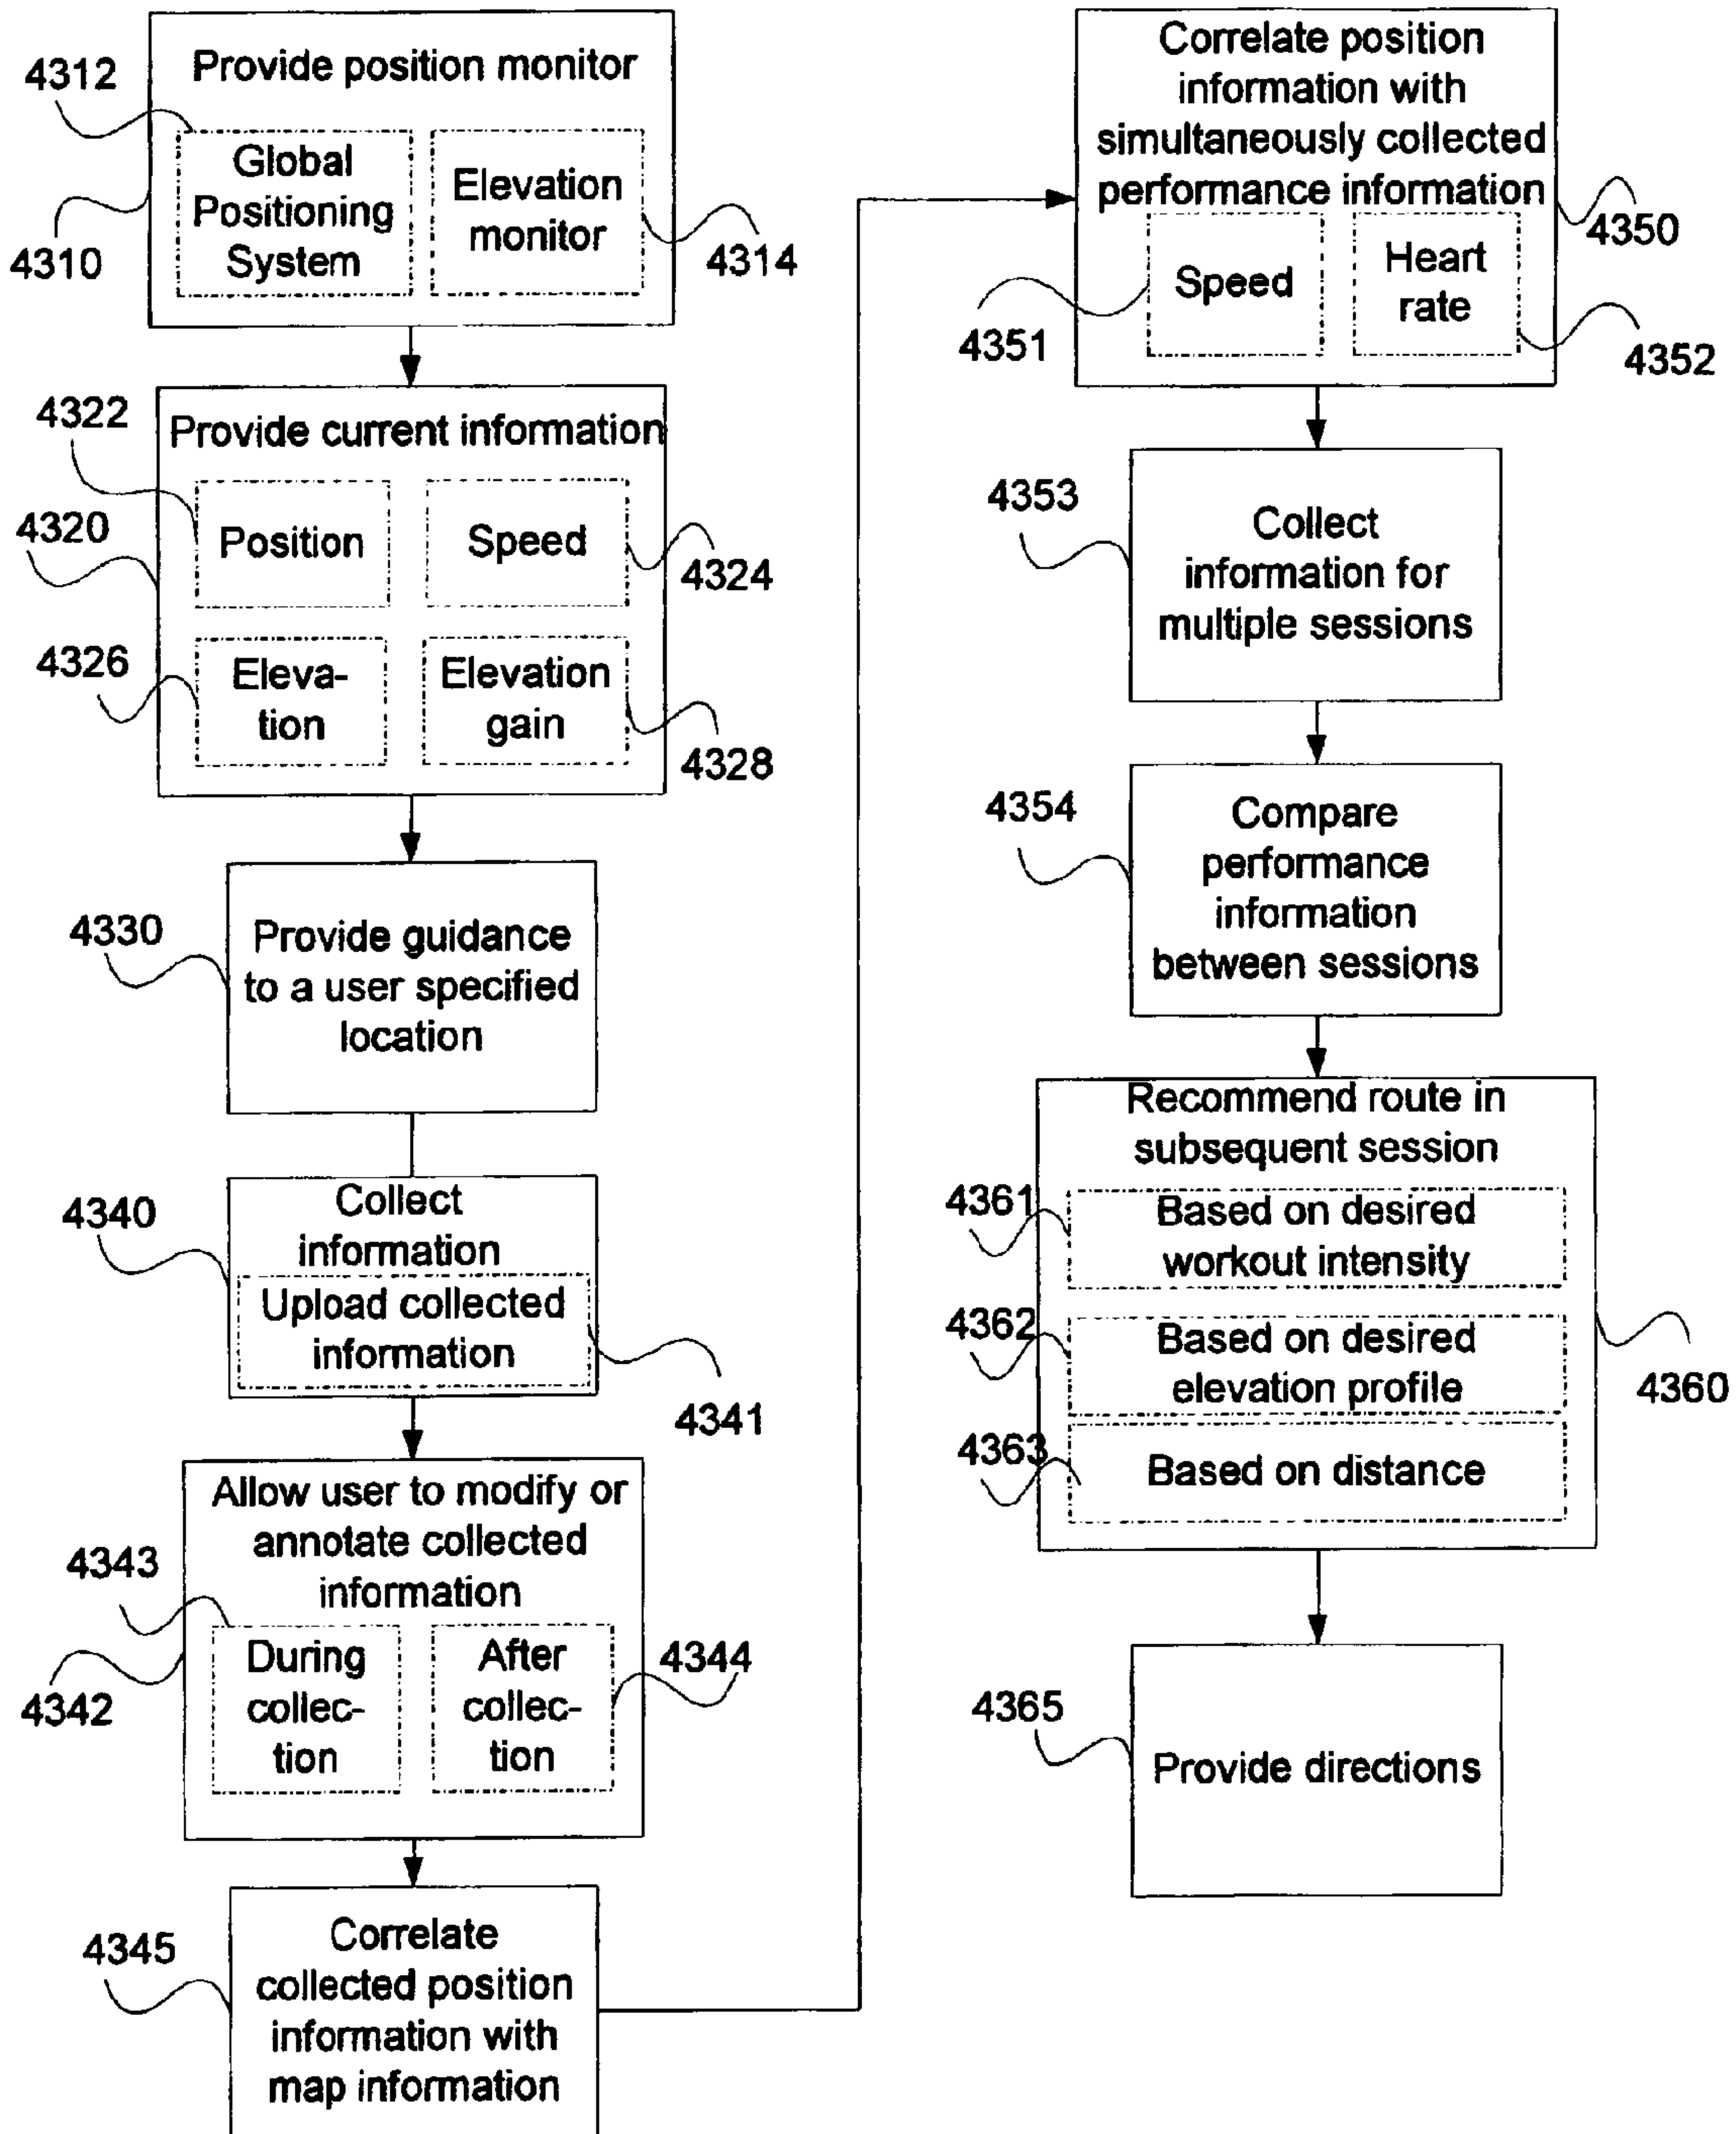 4312
Provide position monitor
Global
Positioning
System
Elevation
monitor
4310
4314
4322
Provide current information
4320
Position
Speed
4324
4326
Eleva-
tion
Elevation
gain
4328
4330
Provide guidance
to a user specified
location
4340
Collect
information
Upload collected
information
4341
Allow user to modify or
annotate collected
information
4343
During
collec-
tion
After
collec-
tion
4344
4342
4345
Correlate
collected position
information with
map information
Correlate position
information with
simultaneously collected
performance information
4350
Speed
Heart
rate
4351
4352
4353
Collect
information for
multiple sessions
4354
Compare
performance
information
between sessions
Recommend route in
subsequent session
4361
Based on desired
workout intensity
4362
Based on desired
elevation profile
4360
4363
Based on distance
4365
Provide directions